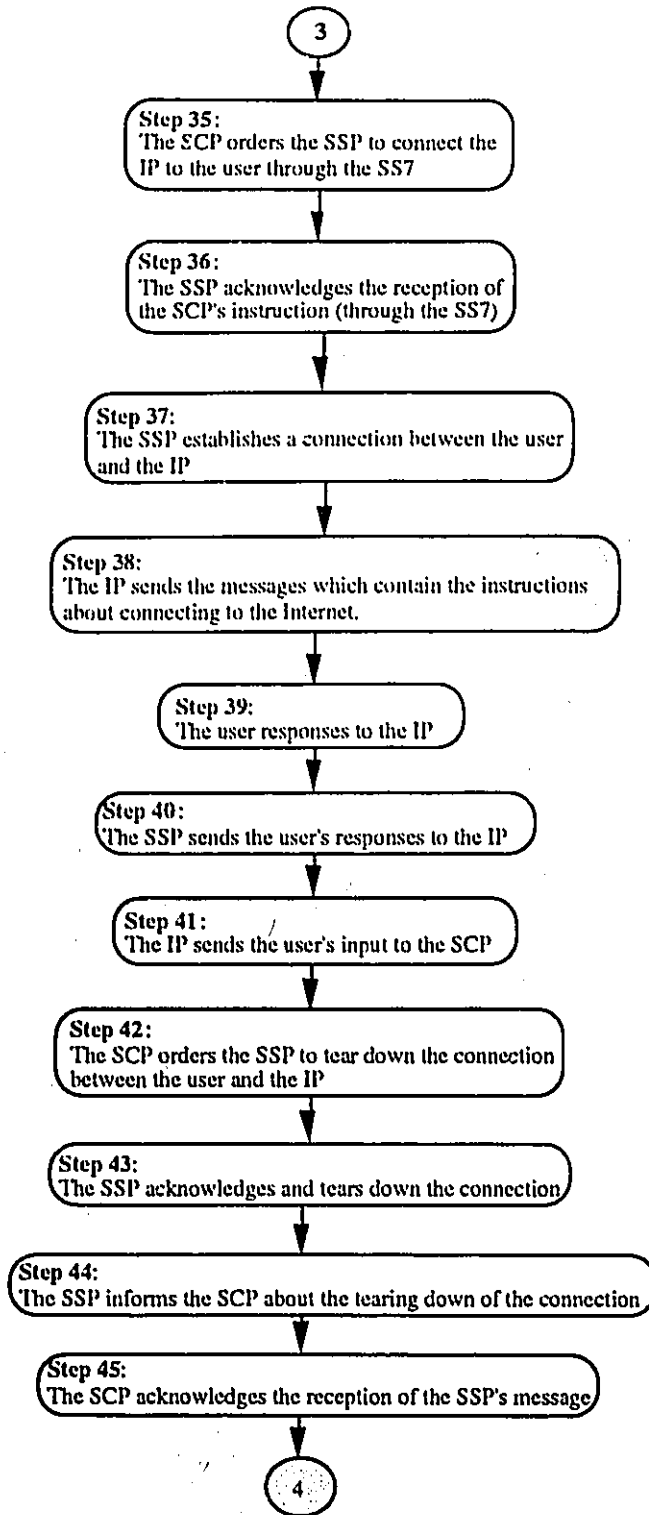 3
Step 35:
The SCP orders the SSP to connect the
IP to the user through the SS7
Step 36:
The SSP acknowledges the reception of
the SCP's instruction (through the SS7)
Step 37:
The SSP establishes a connection between the user
and the IP
Step 38:
The IP sends the messages which contain the instructions
about connecting to the Internet.
Step 39:
The user responses to the IP
Step 40:
The SSP sends the user's responses to the IP
Step 41:
The IP sends the user's input to the SCP
Step 42:
The SCP orders the SSP to tear down the connection
between the user and the IP
Step 43:
The SSP acknowledges and tears down the connection
Step 44:
The SSP informs the SCP about the tearing down of the connection
Step 45:
The SCP acknowledges the reception of the SSP's message
4